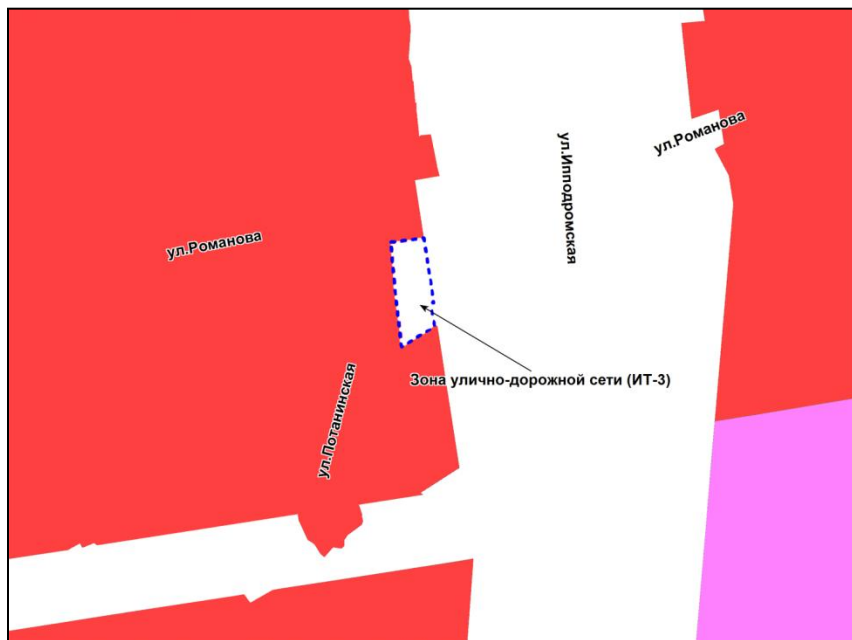 ул.Романова
ул.Ипподромская
ул.Романова
Зона улично-дорожной сети (ИТ-3)
ул.Потанинская